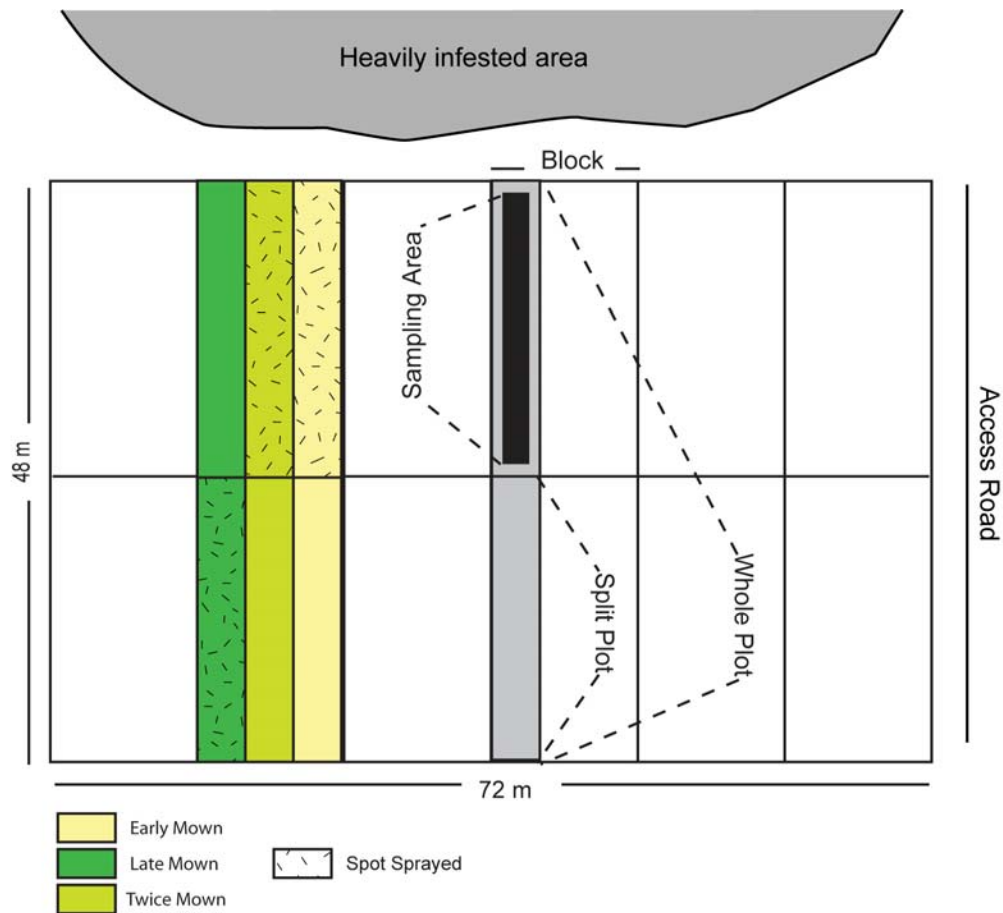 Heavily infested area
Block
Sampling Area
48 m
Access Road
Split Plot
Whole Plot
72 m
Early Mown
Late Mown
Spot Sprayed
Twice Mown